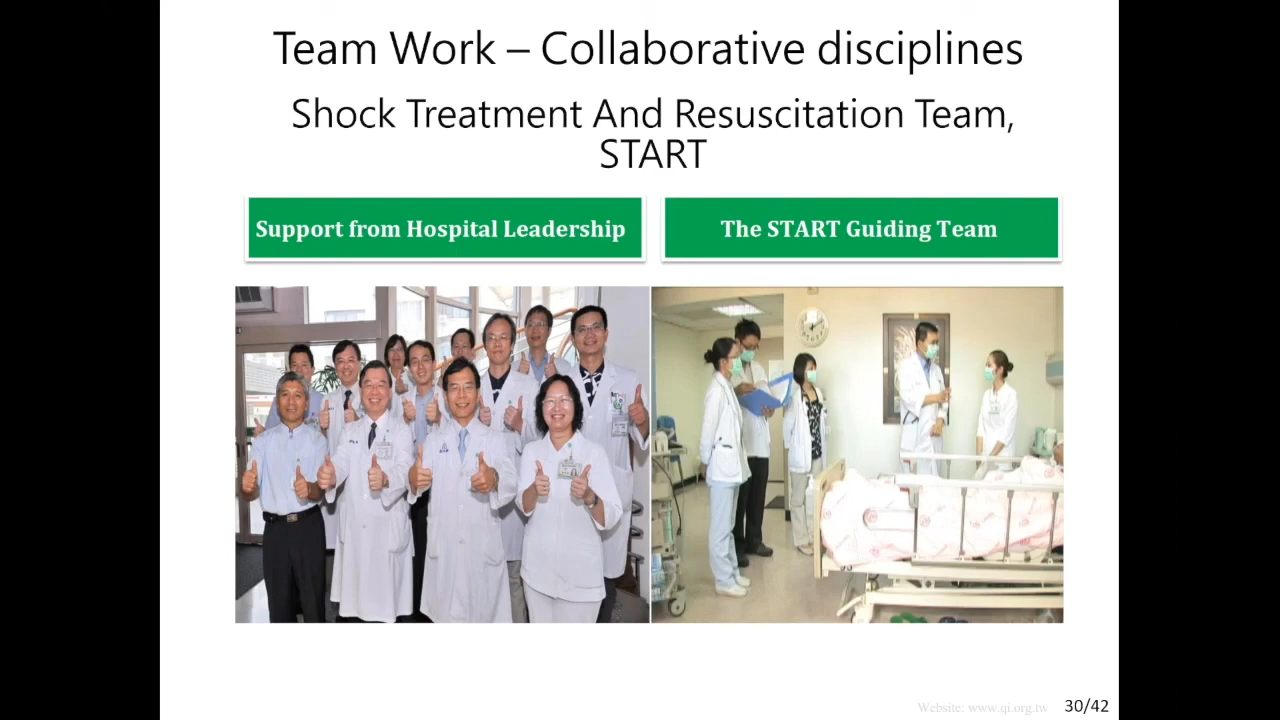 Team Work – Collaborative disciplines
Shock Treatment And Resuscitation Team,
START
Support from Hospital Leadership
The START Guiding Team
Website: www.qi.org.tw
30/42